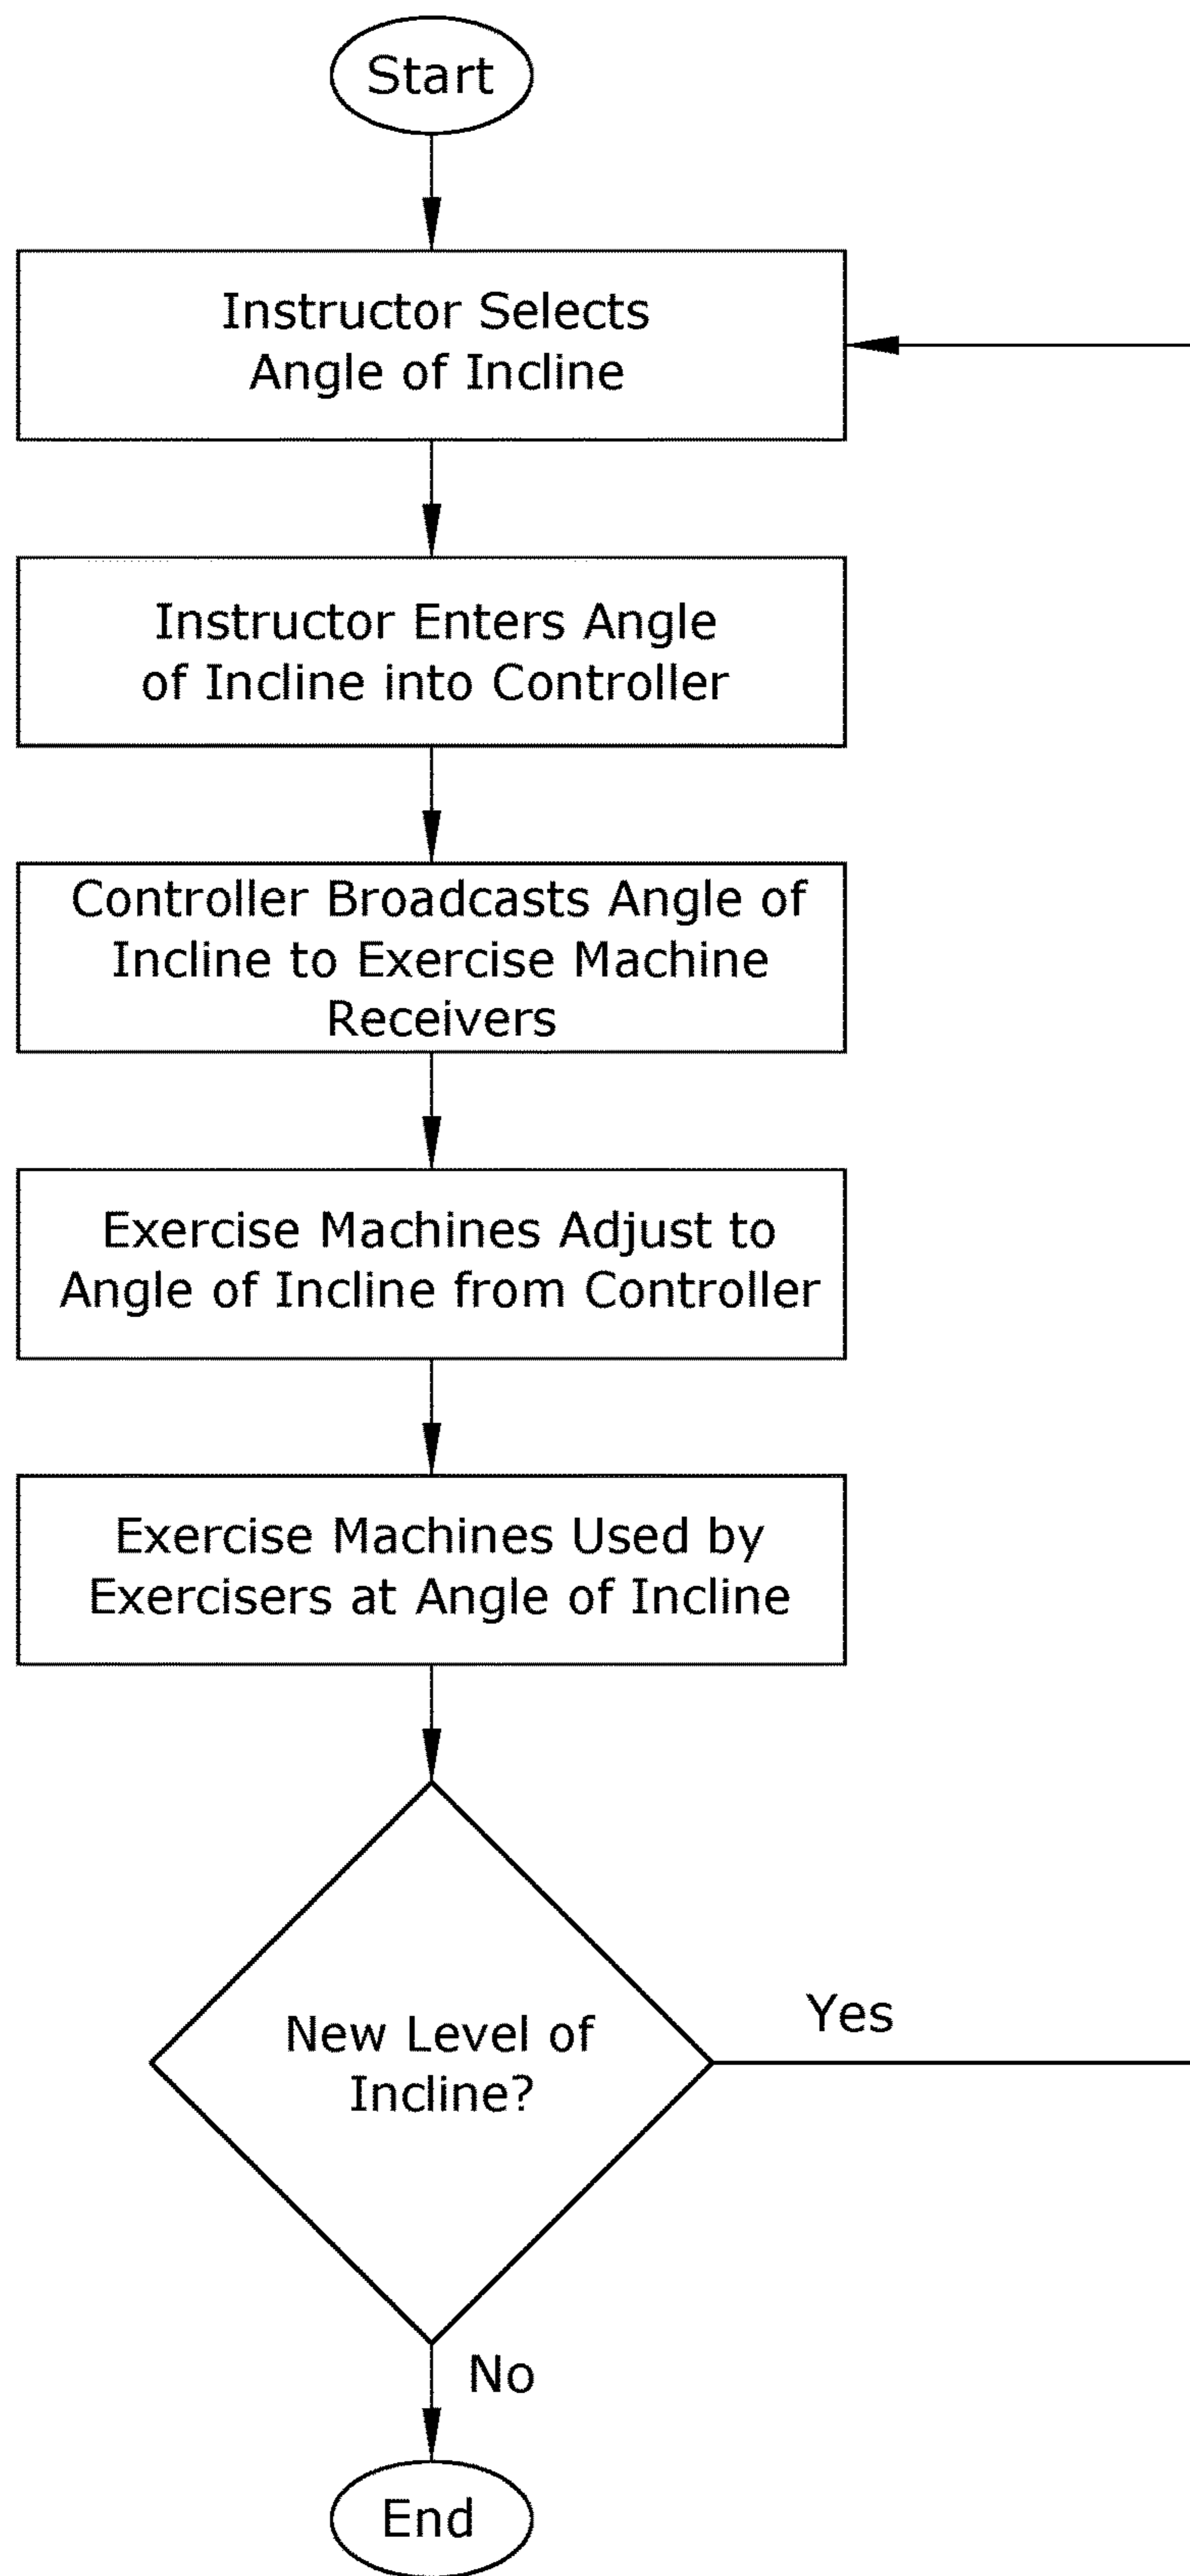 Start
Instructor Selects
Angle of Incline
Instructor Enters Angle
of Incline into Controller
Controller Broadcasts Angle of
Incline to Exercise Machine
Receivers
Exercise Machines Adjust to
Angle of Incline from Controller
Exercise Machines Used by
Exercisers at Angle of Incline
New Level of
Incline?
Yes
No
End